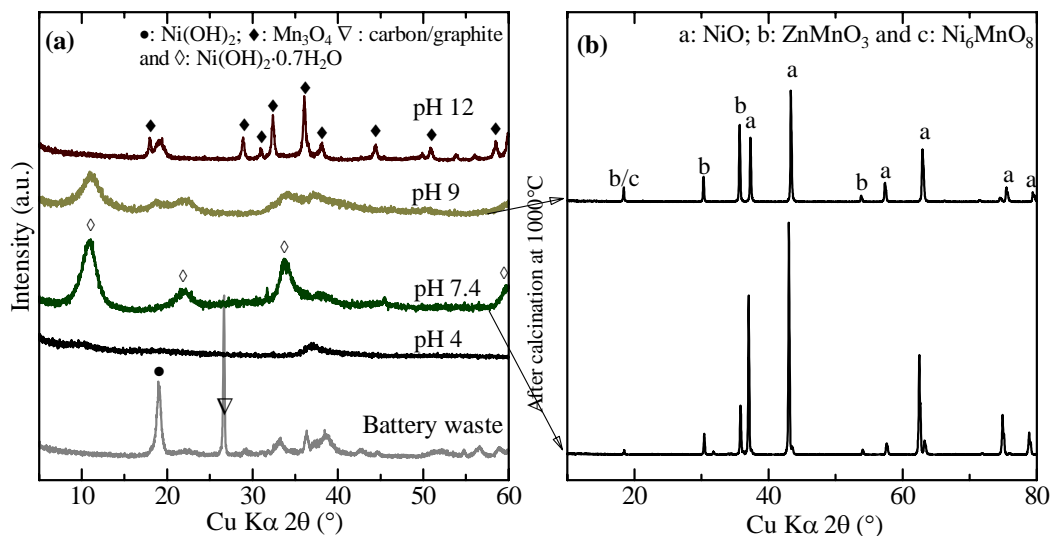 (a) ●: Ni(OH)₂; ♦: Mn₃O₄ ∇ : carbon/graphite
and ◊: Ni(OH)₂·0.7H₂O
pH 12
pH 9
pH 7.4
pH 4
Battery waste
Intensity (a.u.)
10 20 30 40 50 60
Cu Kα 2θ (°)
(b) a: NiO; b: ZnMnO₃ and c: Ni₆MnO₈
a
b
a
a
b/c
b
b
a
a
a
After calcination at 1000°C
20 40 60 80
Cu Kα 2θ (°)